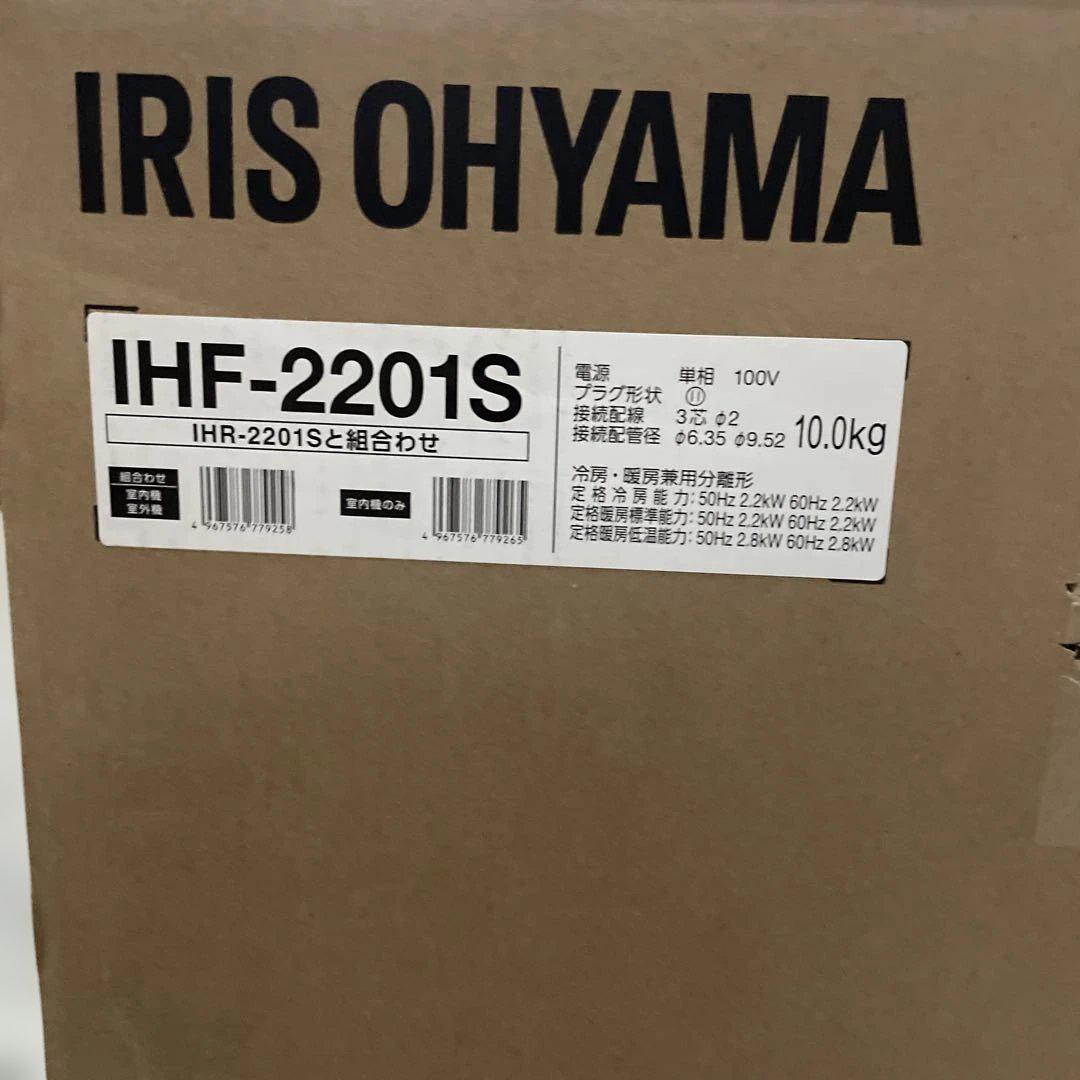 IRIS OHYAMA
IHF-2201S
IHR-2201Sと組合わせ
組合わせ
室内機
室外機
4 967576 779258
室内機のみ
4 967576 779265
電源 単相 100V
プラグ形状
接続配線 3芯 φ2
接続配管径 φ6.35 φ9.52
10.0kg
冷房・暖房兼用分離形
定格冷房能力:50Hz 2.2kW 60Hz 2.2kW
定格暖房標準能力:50Hz 2.2kW 60Hz 2.2kW
定格暖房低温能力:50Hz 2.8kW 60Hz 2.8kW